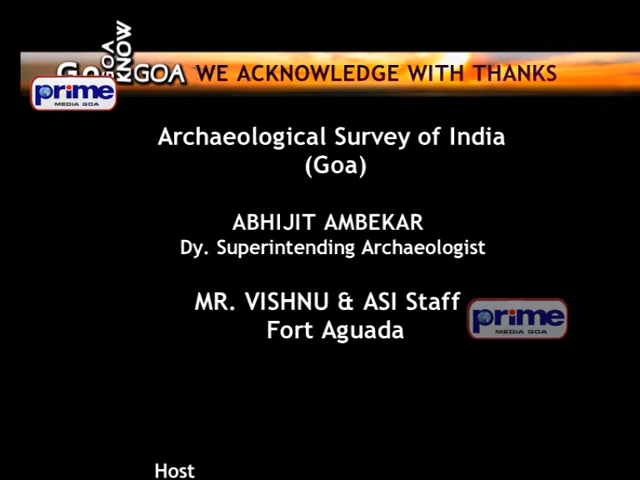 Go GOA KNOW GOA WE ACKNOWLEDGE WITH THANKS
prime
MEDIA GOA
Archaeological Survey of India
(Goa)
ABHIJIT AMBEKAR
Dy. Superintending Archaeologist
MR. VISHNU & ASI Staff
Fort Aguada
prime
MEDIA GOA
Host